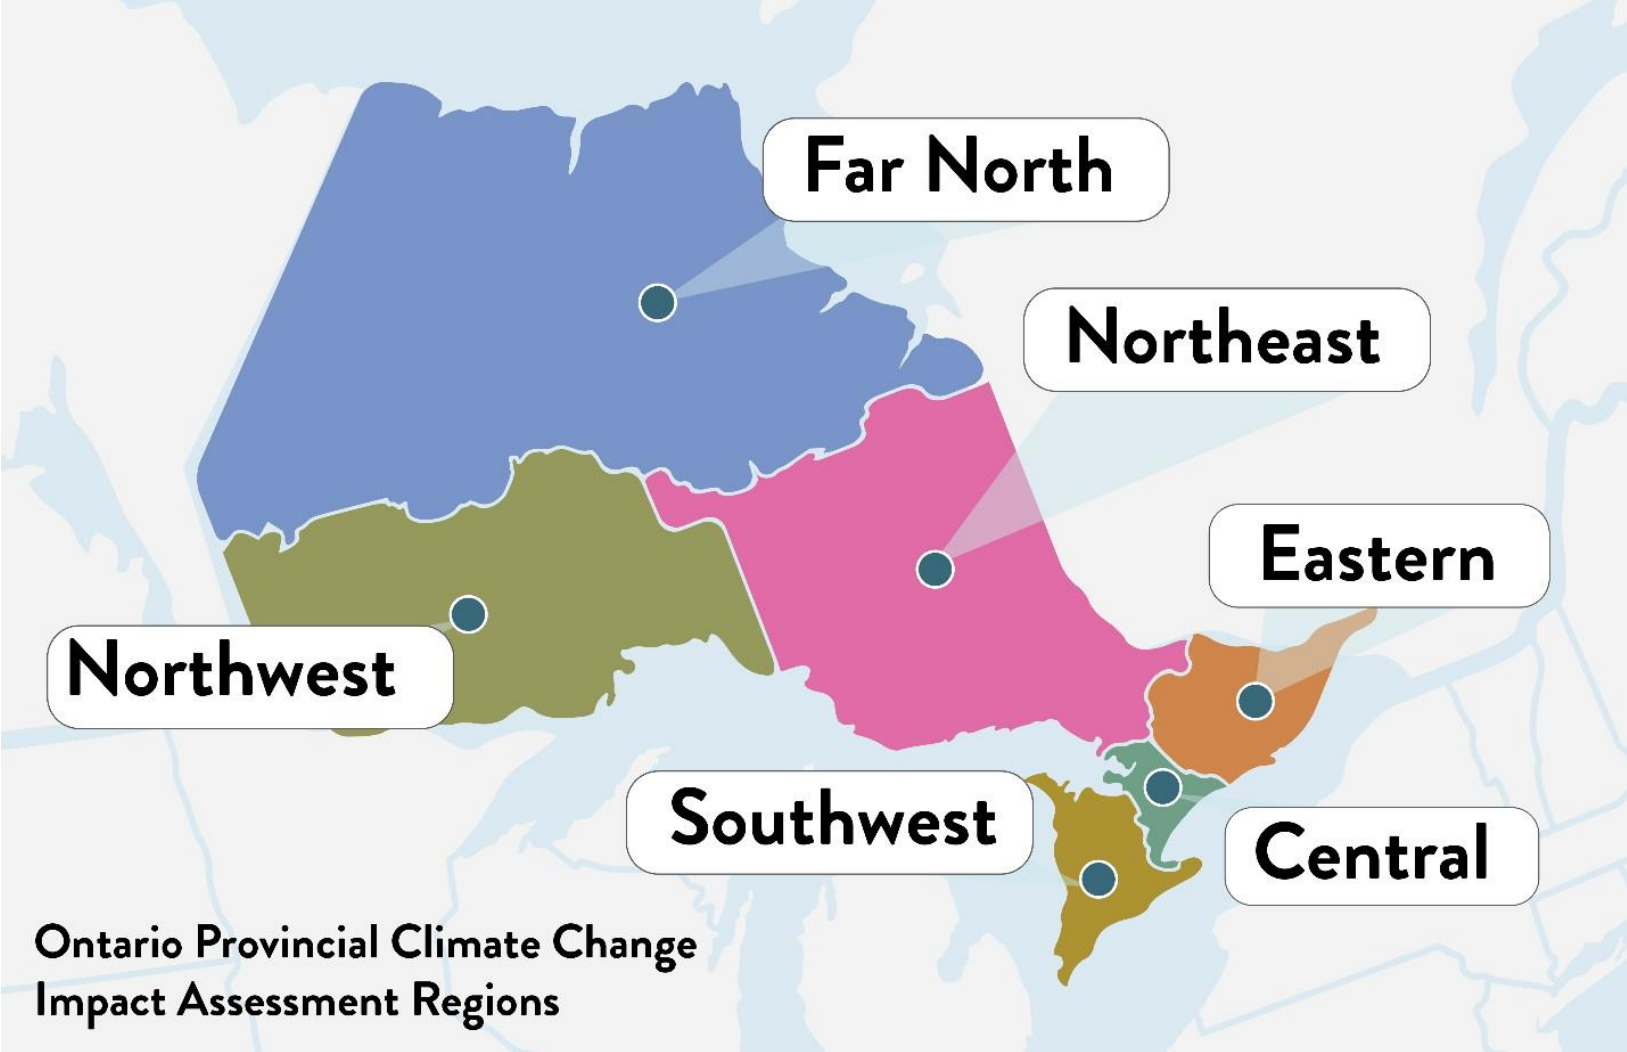 Far North
Northeast
Eastern
Northwest
Southwest
Central
Ontario Provincial Climate Change
Impact Assessment Regions